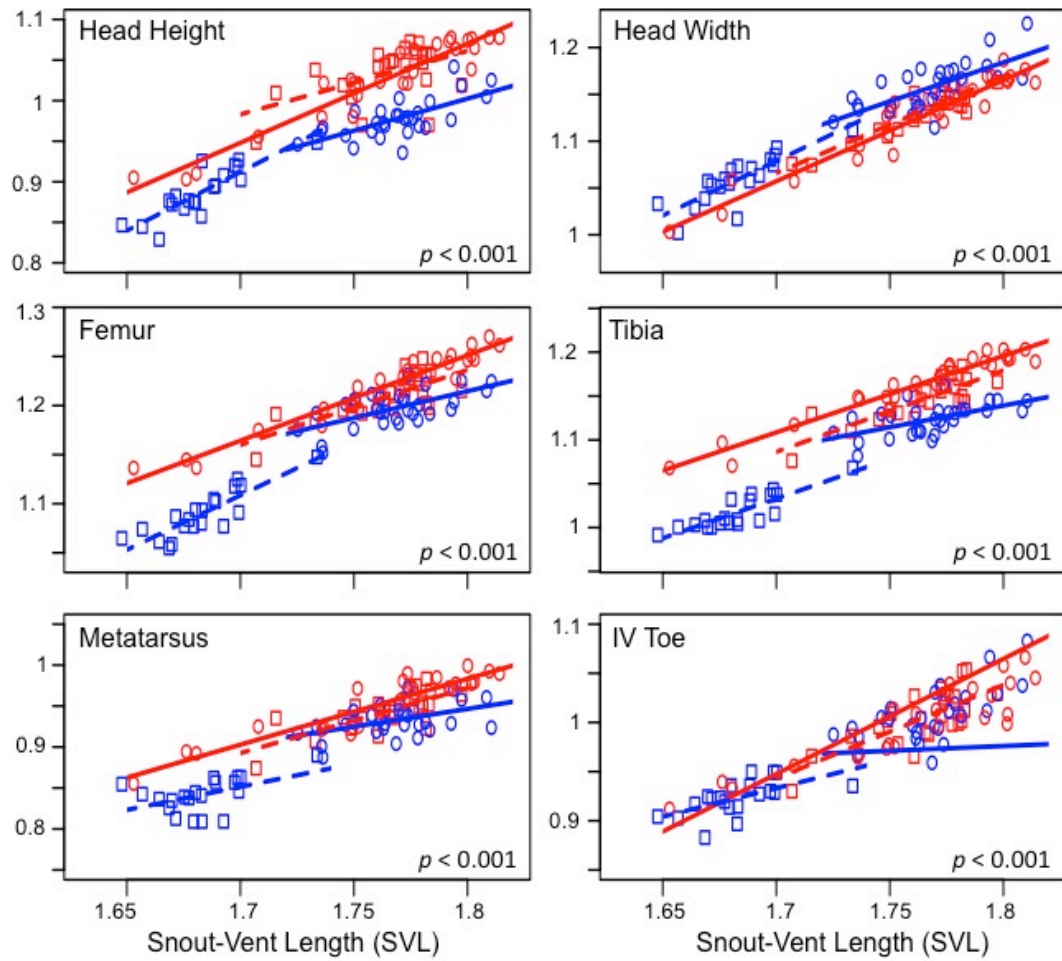 Head Height
1.1
1
0.9
0.8
p < 0.001
Head Width
1.2
1.1
1
p < 0.001
Femur
1.3
1.2
1.1
p < 0.001
Tibia
1.2
1.1
1
p < 0.001
Metatarsus
1
0.9
0.8
p < 0.001
1.65 1.7 1.75 1.8
Snout-Vent Length (SVL)
IV Toe
1.1
1
0.9
p < 0.001
1.65 1.7 1.75 1.8
Snout-Vent Length (SVL)